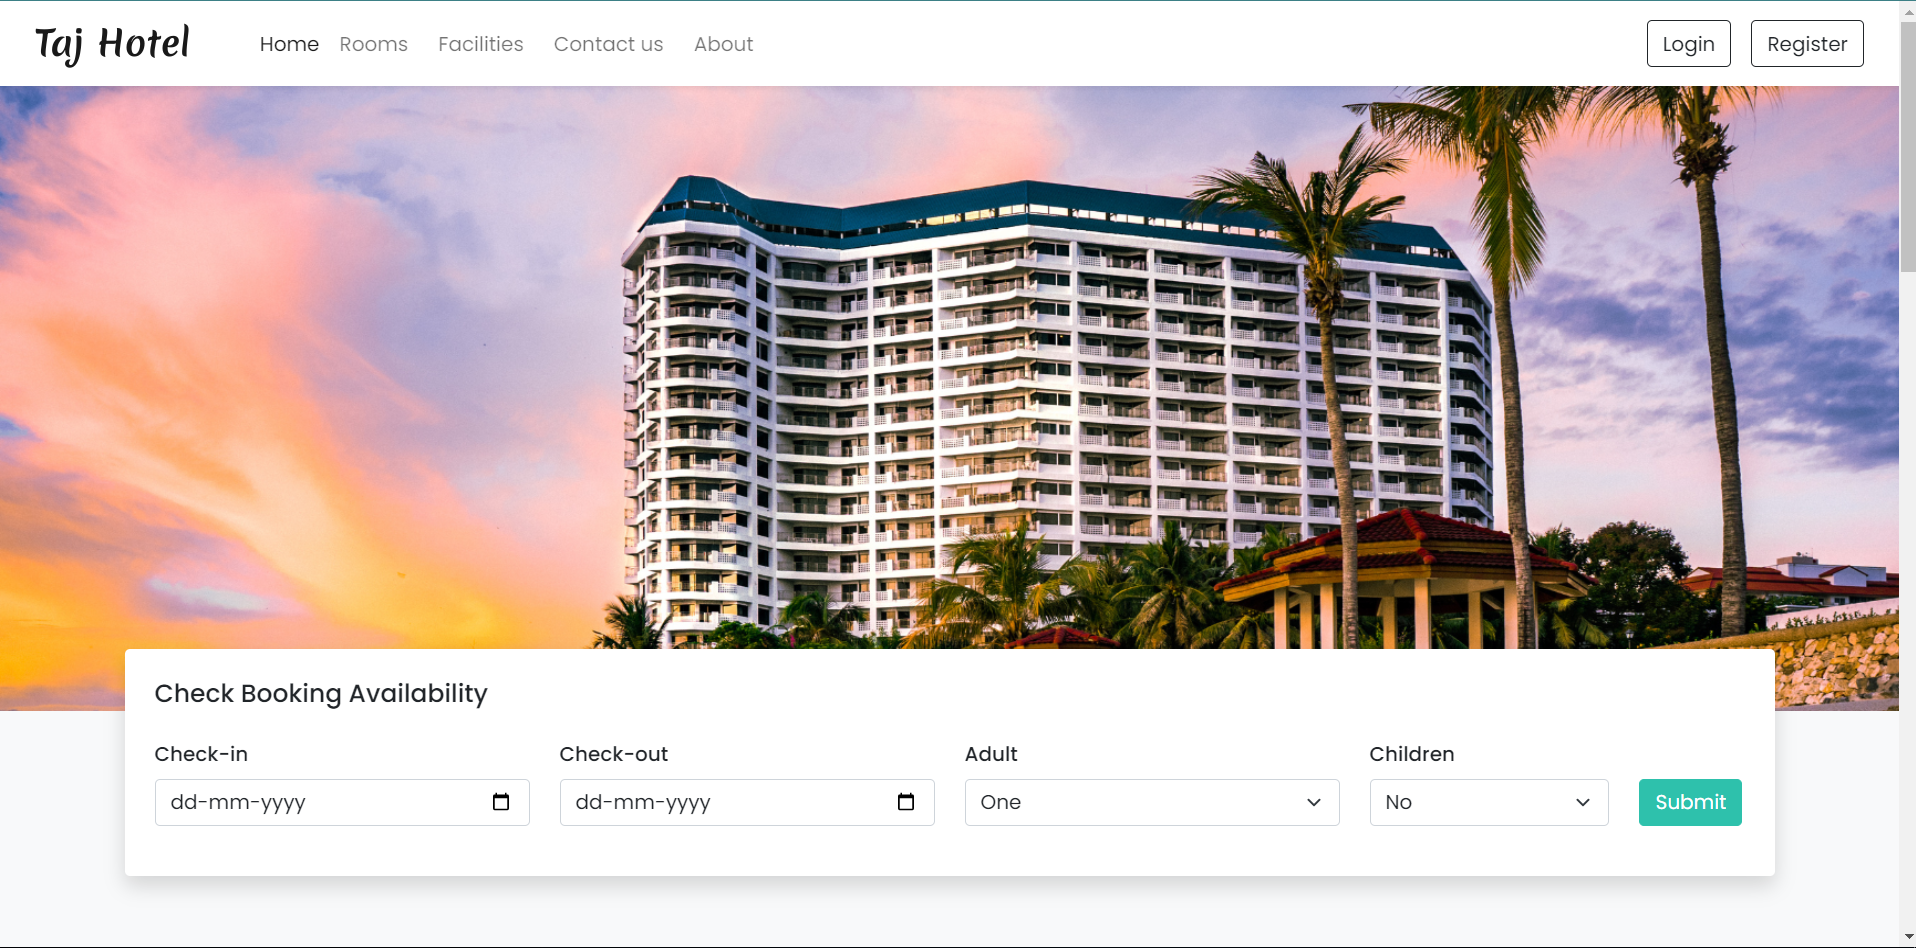 Taj Hotel Home Rooms Facilities Contact us About Login Register
Check Booking Availability
Check-in Check-out Adult Children
dd-mm-yyyy dd-mm-yyyy One No Submit